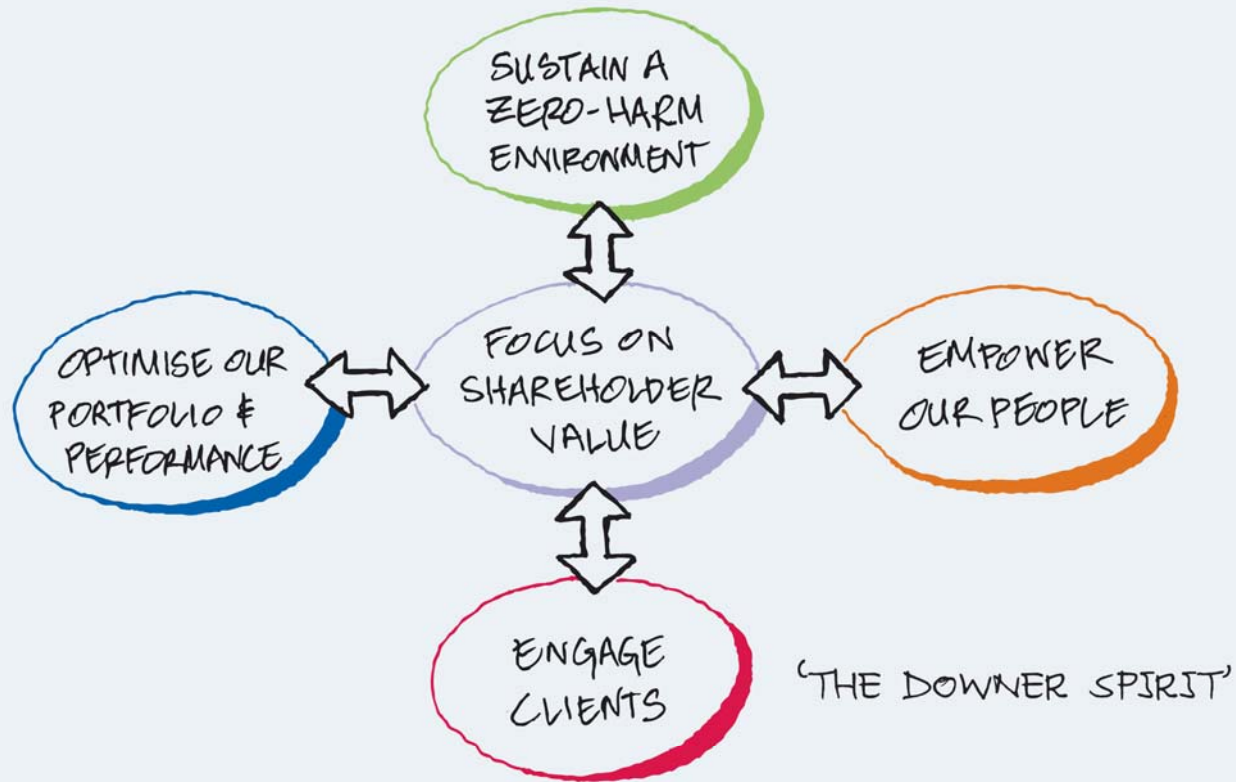 SUSTAIN A
ZERO-HARM
ENVIRONMENT
OPTIMISE OUR
PORTFOLIO &
PERFORMANCE
FOCUS ON
SHAREHOLDER
VALUE
EMPOWER
OUR PEOPLE
ENGAGE
CLIENTS
'THE DOWNER SPIRIT'